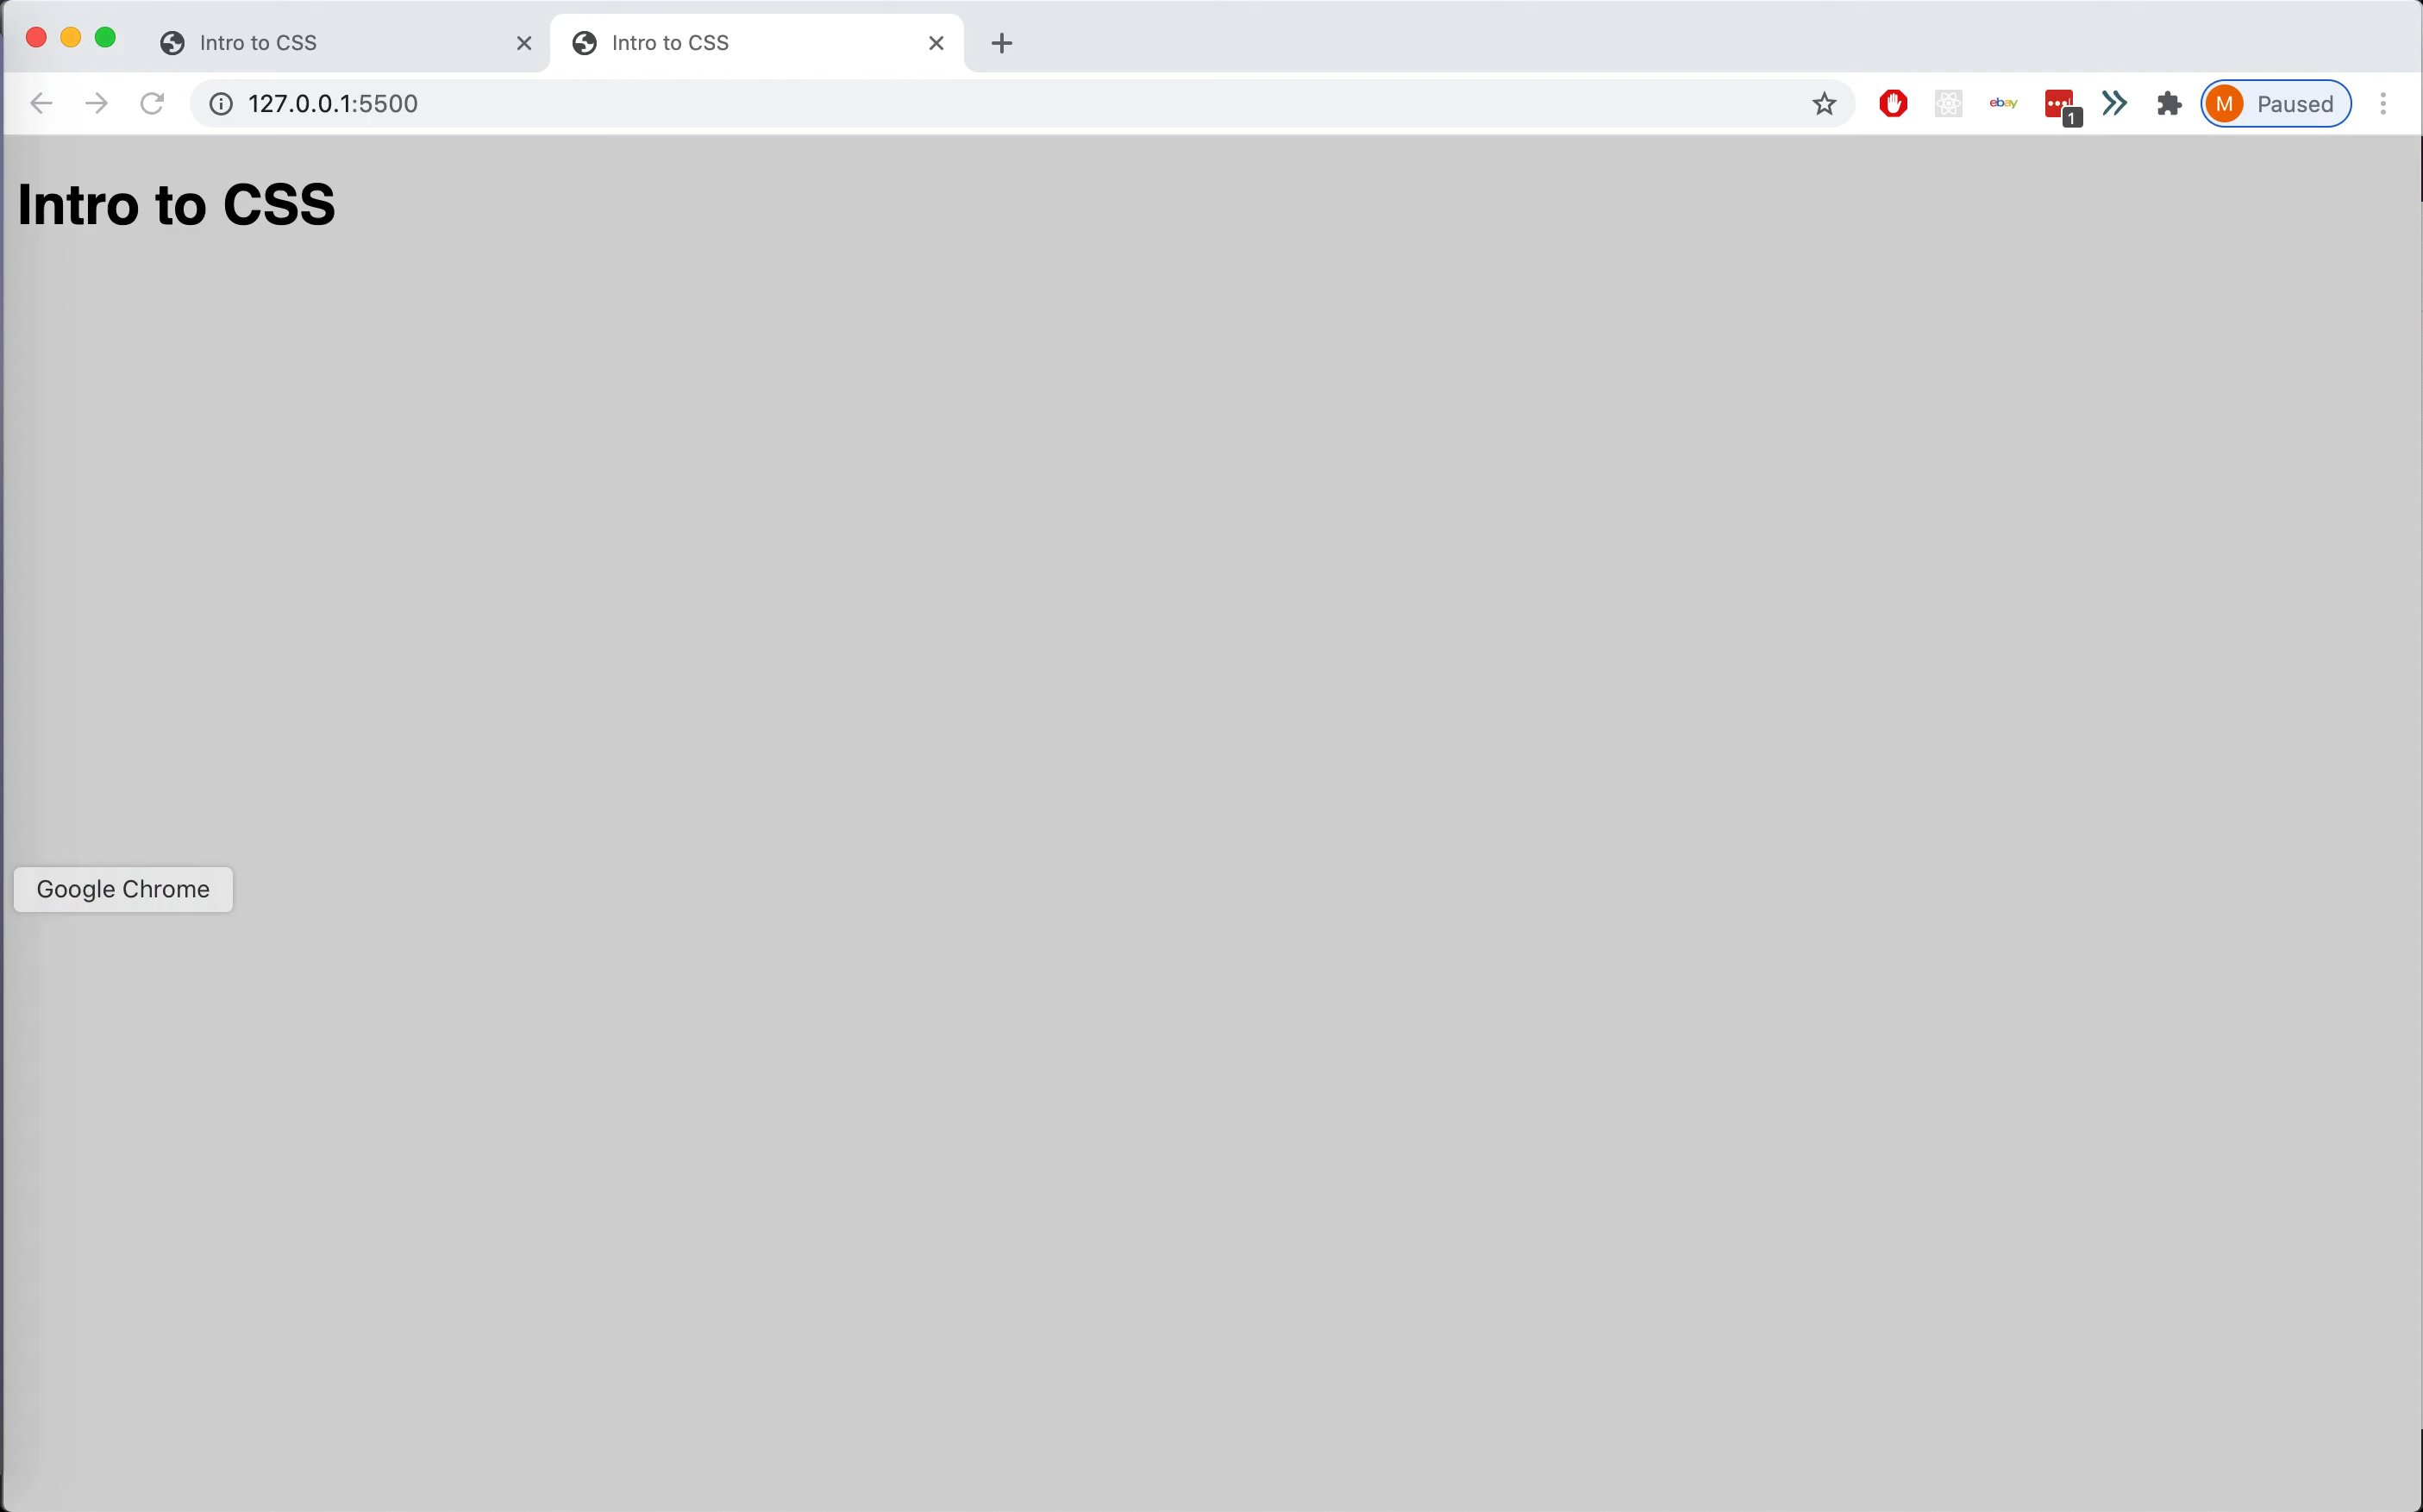 Intro to CSS
Intro to CSS
127.0.0.1:5500
ebay
1
M
Paused
Intro to CSS
Google Chrome